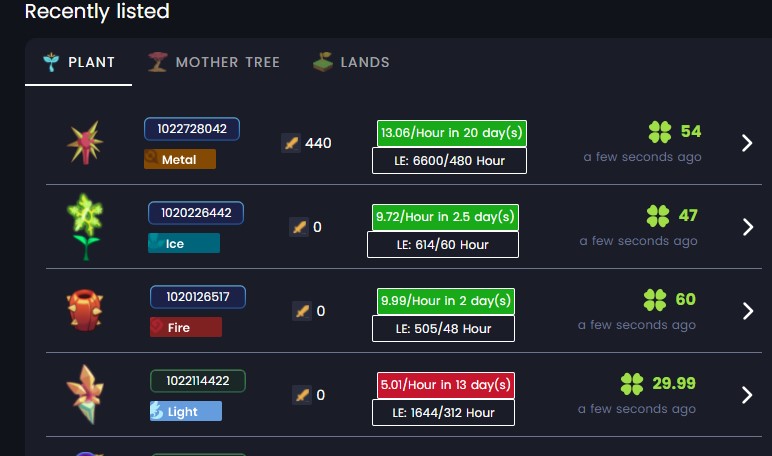 Recently listed
PLANT MOTHER TREE LANDS
1022728042
Metal
440
13.06/Hour in 20 day(s)
LE: 6600/480 Hour
54
a few seconds ago
1020226442
Ice
0
9.72/Hour in 2.5 day(s)
LE: 614/60 Hour
47
a few seconds ago
1020126517
Fire
0
9.99/Hour in 2 day(s)
LE: 505/48 Hour
60
a few seconds ago
1022114422
Light
0
5.01/Hour in 13 day(s)
LE: 1644/312 Hour
29.99
a few seconds ago